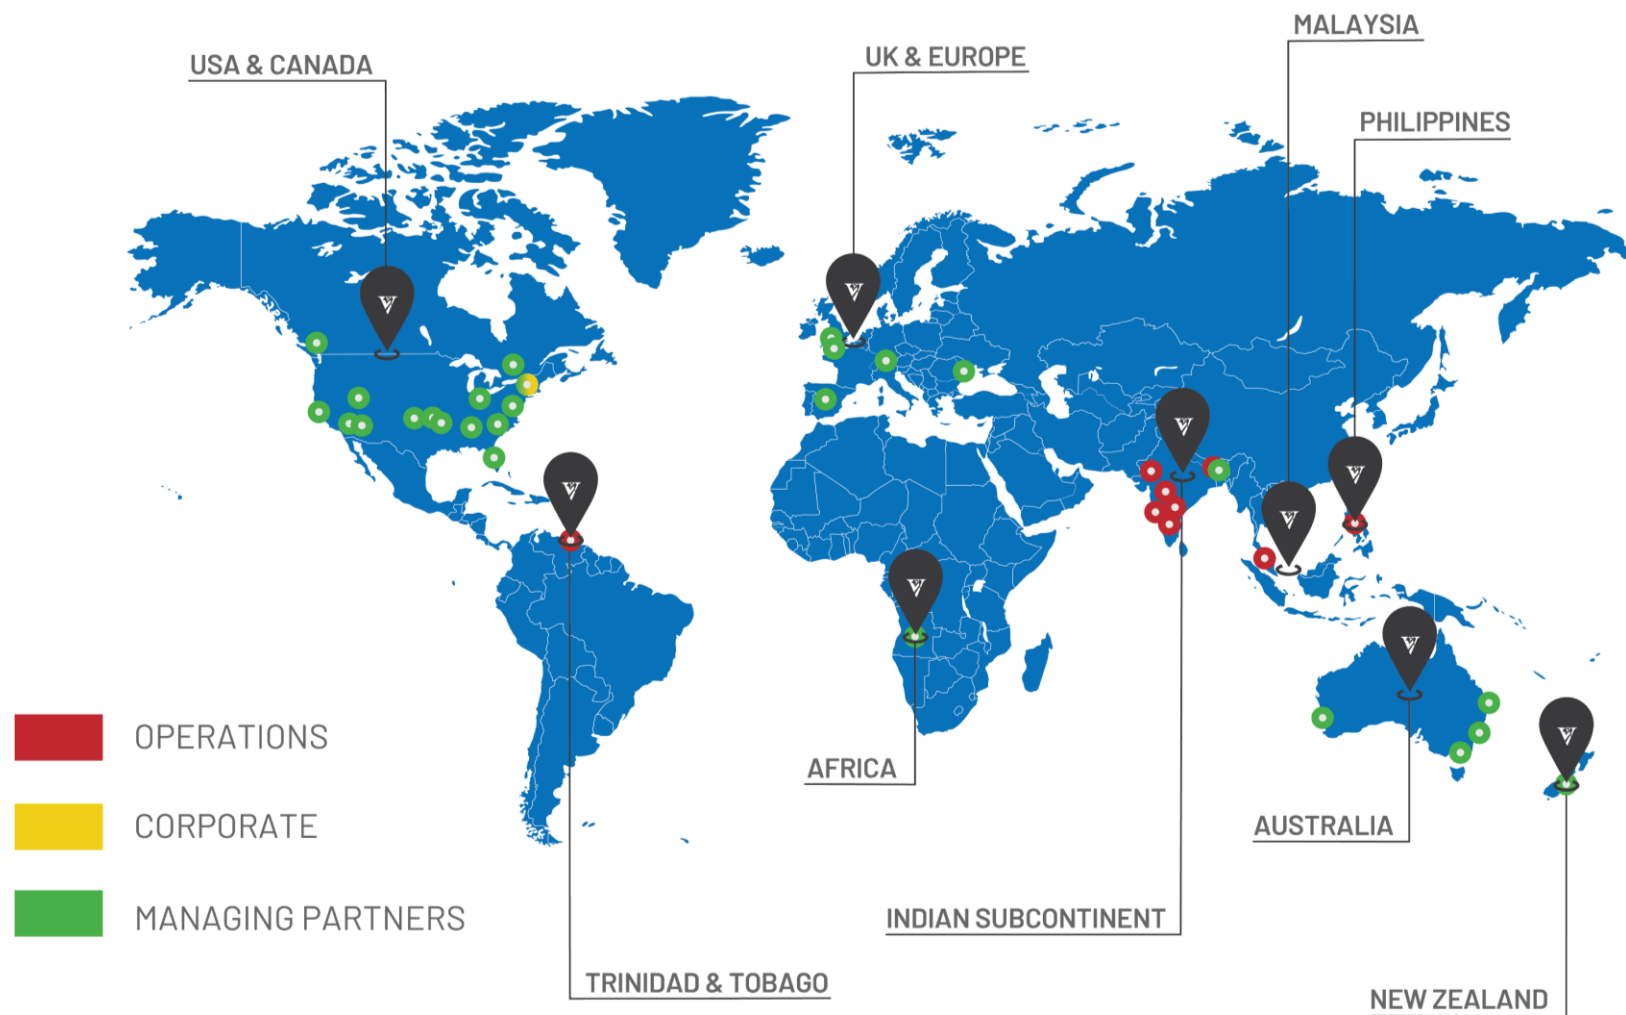 MALAYSIA
UK & EUROPE
USA & CANADA
PHILIPPINES
OPERATIONS
AFRICA
CORPORATE
AUSTRALIA
MANAGING PARTNERS
INDIAN SUBCONTINENT
TRINIDAD & TOBAGO
NEW ZEALAND